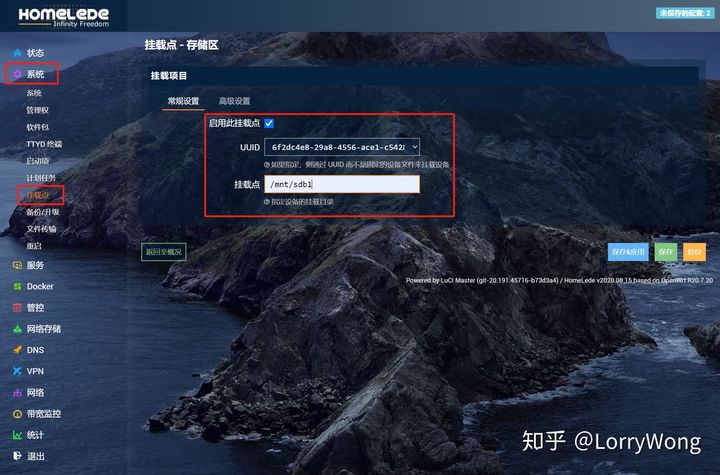 HOMELEDE
Infinity Freedom
未保存的配置: 2
状态
系统
系统
管理权
软件包
TTYD 终端
启动项
计划任务
挂载点
备份/升级
文件传输
重启
服务
Docker
管控
网络存储
DNS
VPN
网络
带宽监控
统计
退出
挂载点 - 存储区
挂载项目
常规设置 高级设置
启用此挂载点
UUID 6f2dc4e8-29a8-4556-ace1-c542
如果指定，则通过 UUID 而不是固定的设备文件来挂载设备
挂载点 /mnt/sdb1
指定设备的挂载目录
返回至概况 保存&应用 保存 复位
Powered by LuCI Master (git-20.191.45716-b73d3a4) / HomeLede v2020.08.15 based on OpenWrt R20.7.20
知乎 @LorryWong